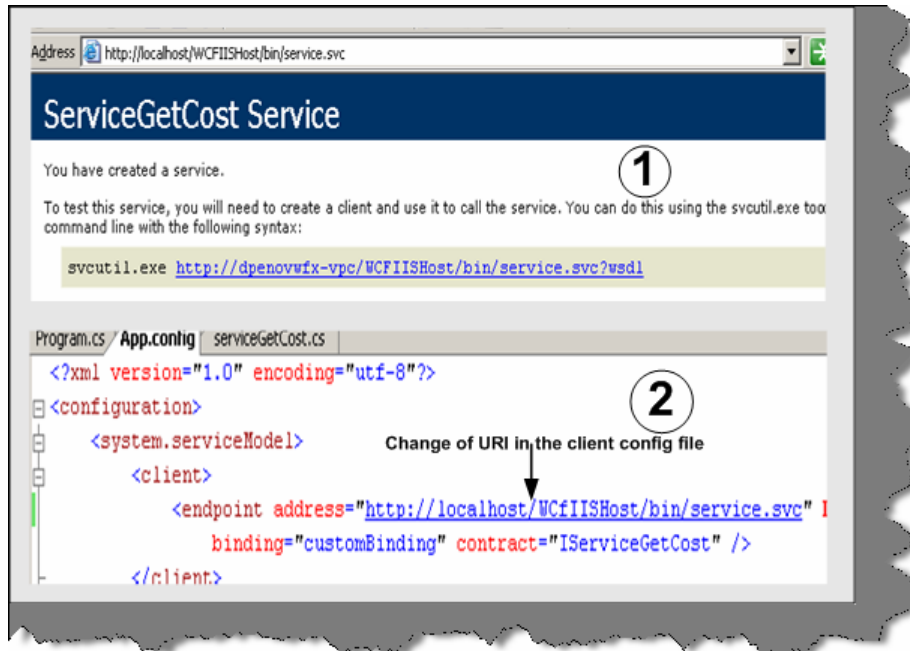 Address http://localhost/WCFIISHost/bin/service.svc
ServiceGetCost Service
You have created a service.
1
To test this service, you will need to create a client and use it to call the service. You can do this using the svcutil.exe too
command line with the following syntax:
svcutil.exe http://dpenovwfx-vpc/WCFIISHost/bin/service.svc?wsdl
Program.cs App.config serviceGetCost.cs
<?xml version="1.0" encoding="utf-8"?>
<configuration>
2
<system.serviceModel>
Change of URI in the client config file
<client>
<endpoint address="http://localhost/WCfIISHost/bin/service.svc"
binding="customBinding" contract="IServiceGetCost" />
</client>